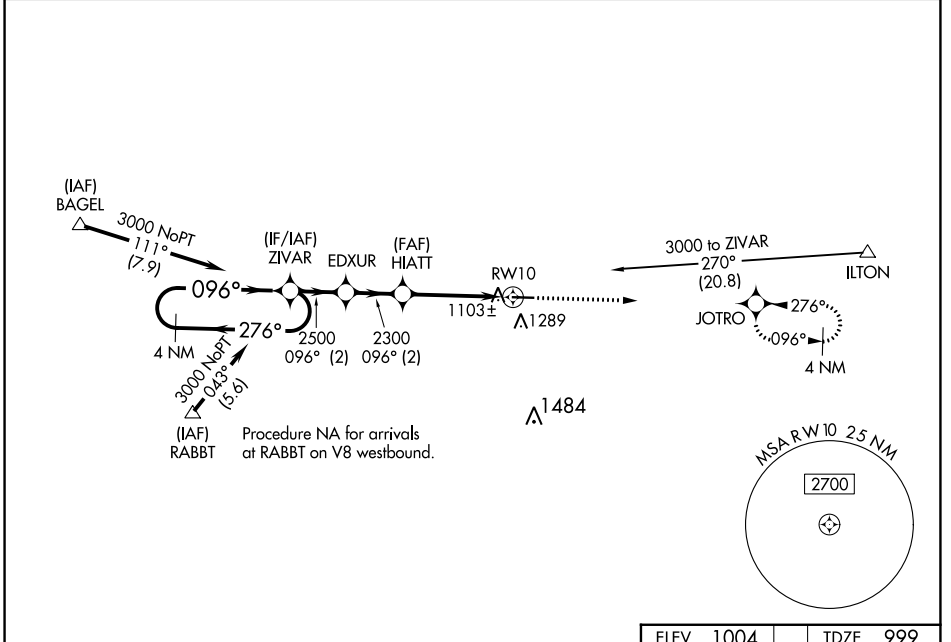 (IAF)
BAGEL
3000 NoPT
111°
(7.9)
(IF/IAF)
ZIVAR
EDXUR
(FAF)
HIATT
RW10
3000 to ZIVAR
270°
(20.8)
ILTON
096°
1103±
1289
JOTRO
276°
276°
4 NM
2500
096° (2)
2300
096° (2)
096°
4 NM
3000 NoPT
043°
(5.6)
(IAF)
RABBT
Procedure NA for arrivals
at RABBT on V8 westbound.
1484
MSA RW10 25 NM
2700
ELEV 1004
TDZE 999